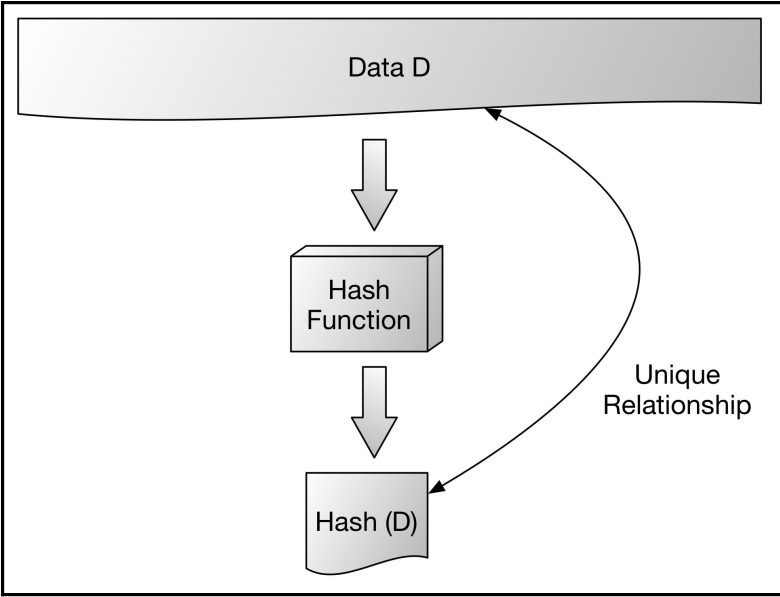 Data D
Hash
Function
Unique
Relationship
Hash (D)